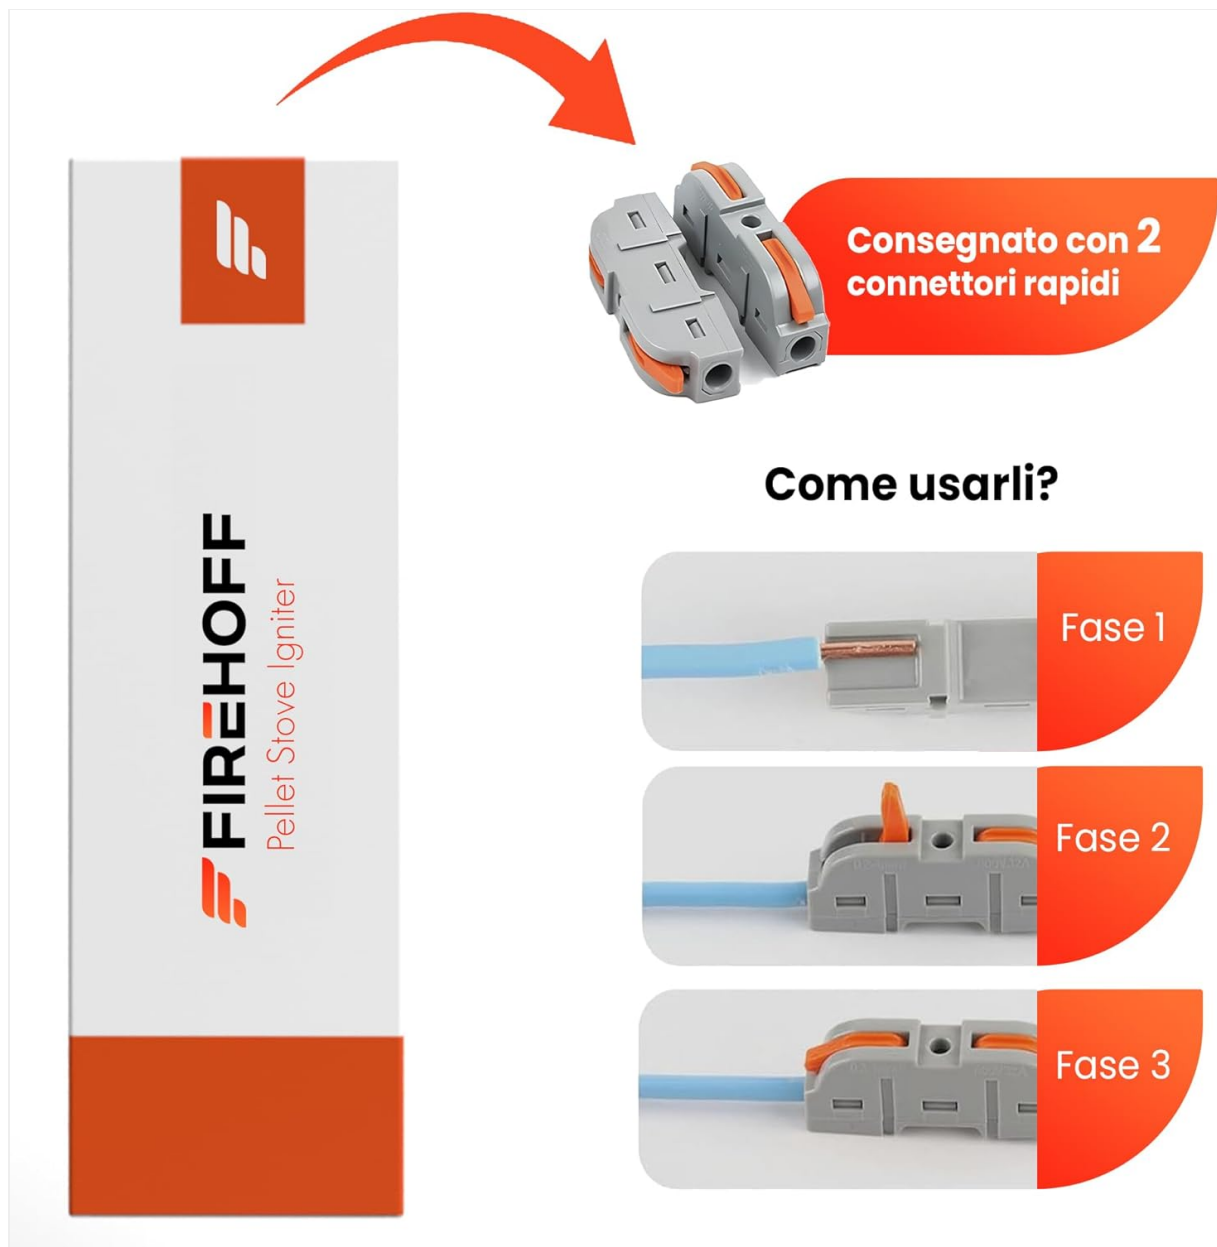 FIREHOFF
Pellet Stove Igniter
Consegnato con 2
connettori rapidi
Come usarli?
Fase 1
Fase 2
Fase 3